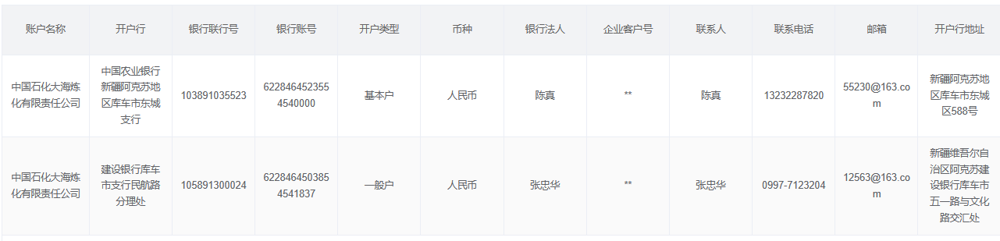 账户名称 开户行 银行联行号 银行账号 开户类型 币种 银行法人 企业客户号 联系人 联系电话 邮箱 开户行地址
中国石化大海炼
化有限责任公司
中国农业银行
新疆阿克苏地
区库车市东城
支行
103891035523
622846452355
4540000
基本户
人民币
陈真
**
陈真
13232287820
55230@163.co
m
新疆阿克苏地
区库车市东城
区588号
中国石化大海炼
化有限责任公司
建设银行库车
市支行民航路
分理处
105891300024
622846450385
4541837
一般户
人民币
张忠华
**
张忠华
0997-7123204
12563@163.co
m
新疆维吾尔自
治区阿克苏建
设银行库车市
五一路与文化
路交汇处